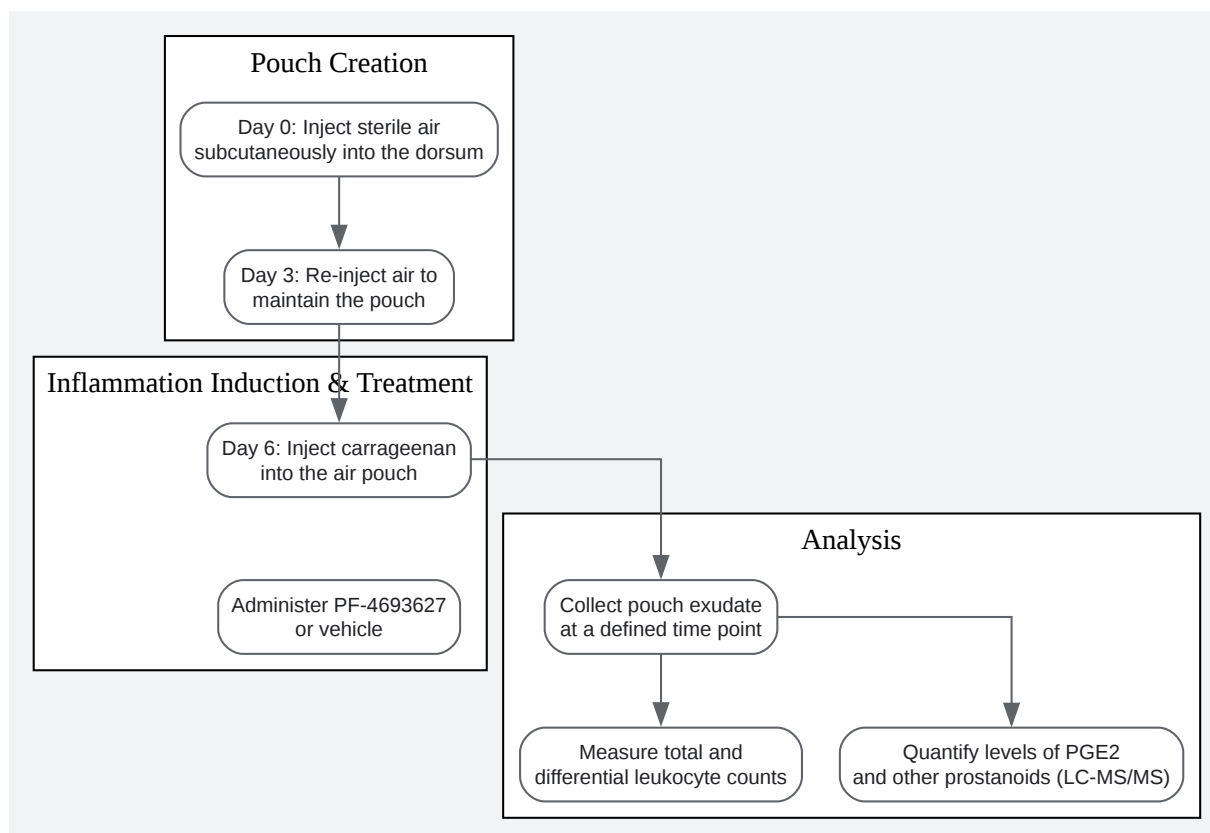 Pouch Creation
Day 0: Inject sterile air
subcutaneously into the dorsum
Day 3: Re-inject air to
maintain the pouch
Inflammation Induction & Treatment
Day 6: Inject carrageenan
into the air pouch
Administer PF-4693627
or vehicle
Analysis
Collect pouch exudate
at a defined time point
Measure total and
differential leukocyte counts
Quantify levels of PGE2
and other prostanoids (LC-MS/MS)